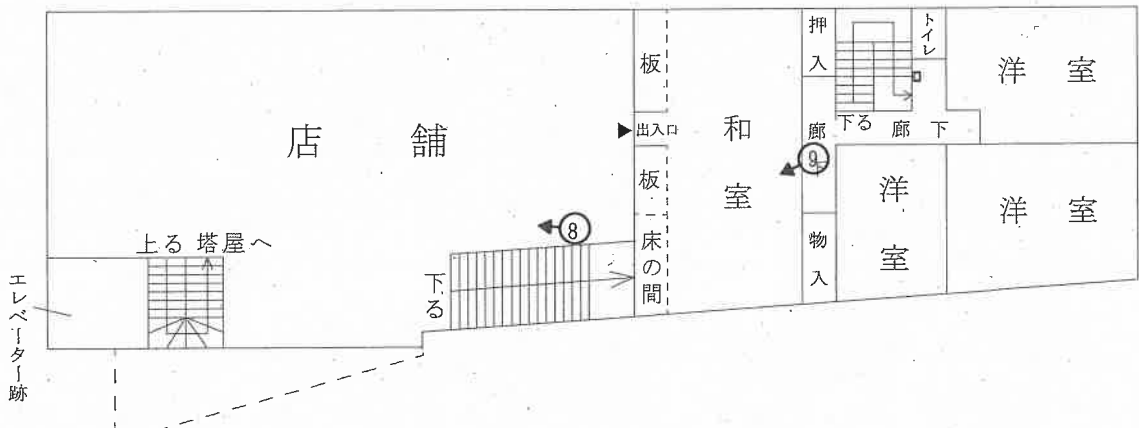 店舗
上る 塔屋へ
エレベーター跡
下る
⑧
板
出入口
板
床の間
和室
押入
廊下
⑨
物入
下る
廊下
トイレ
洋室
洋室
洋室